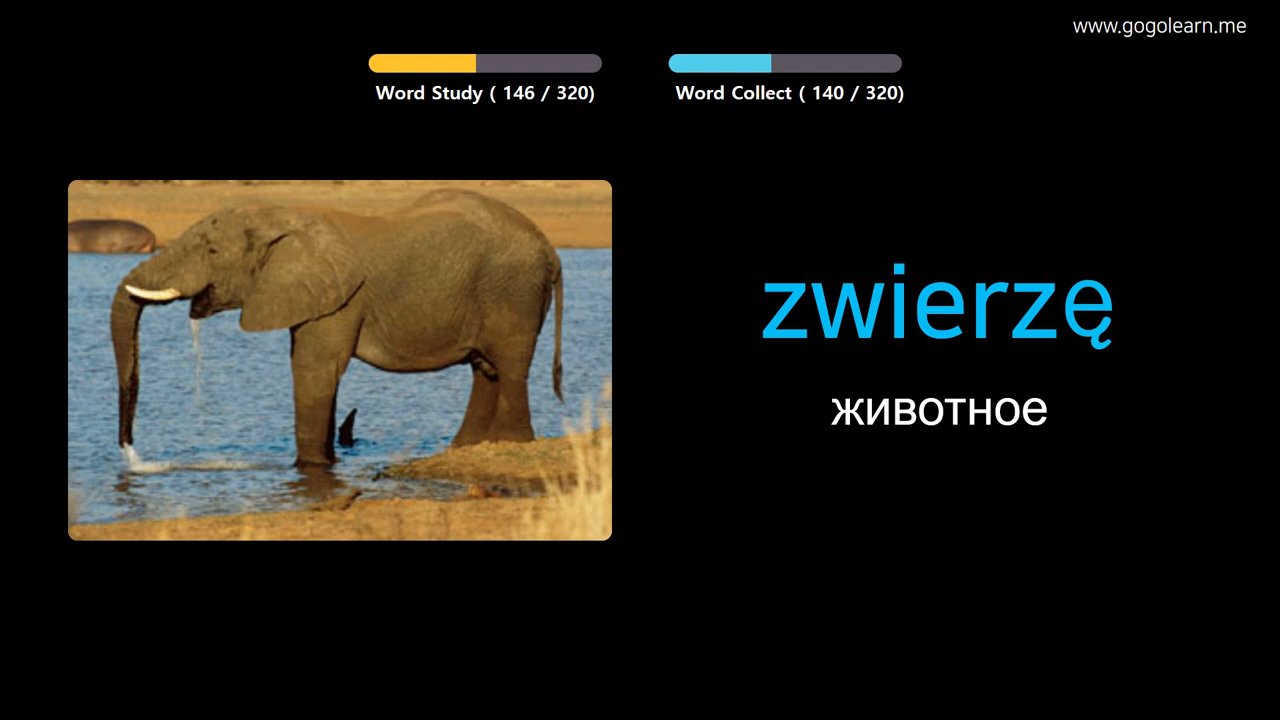 www.gogolearn.me
Word Study ( 146 / 320)
Word Collect ( 140 / 320)
zwierzę
животное